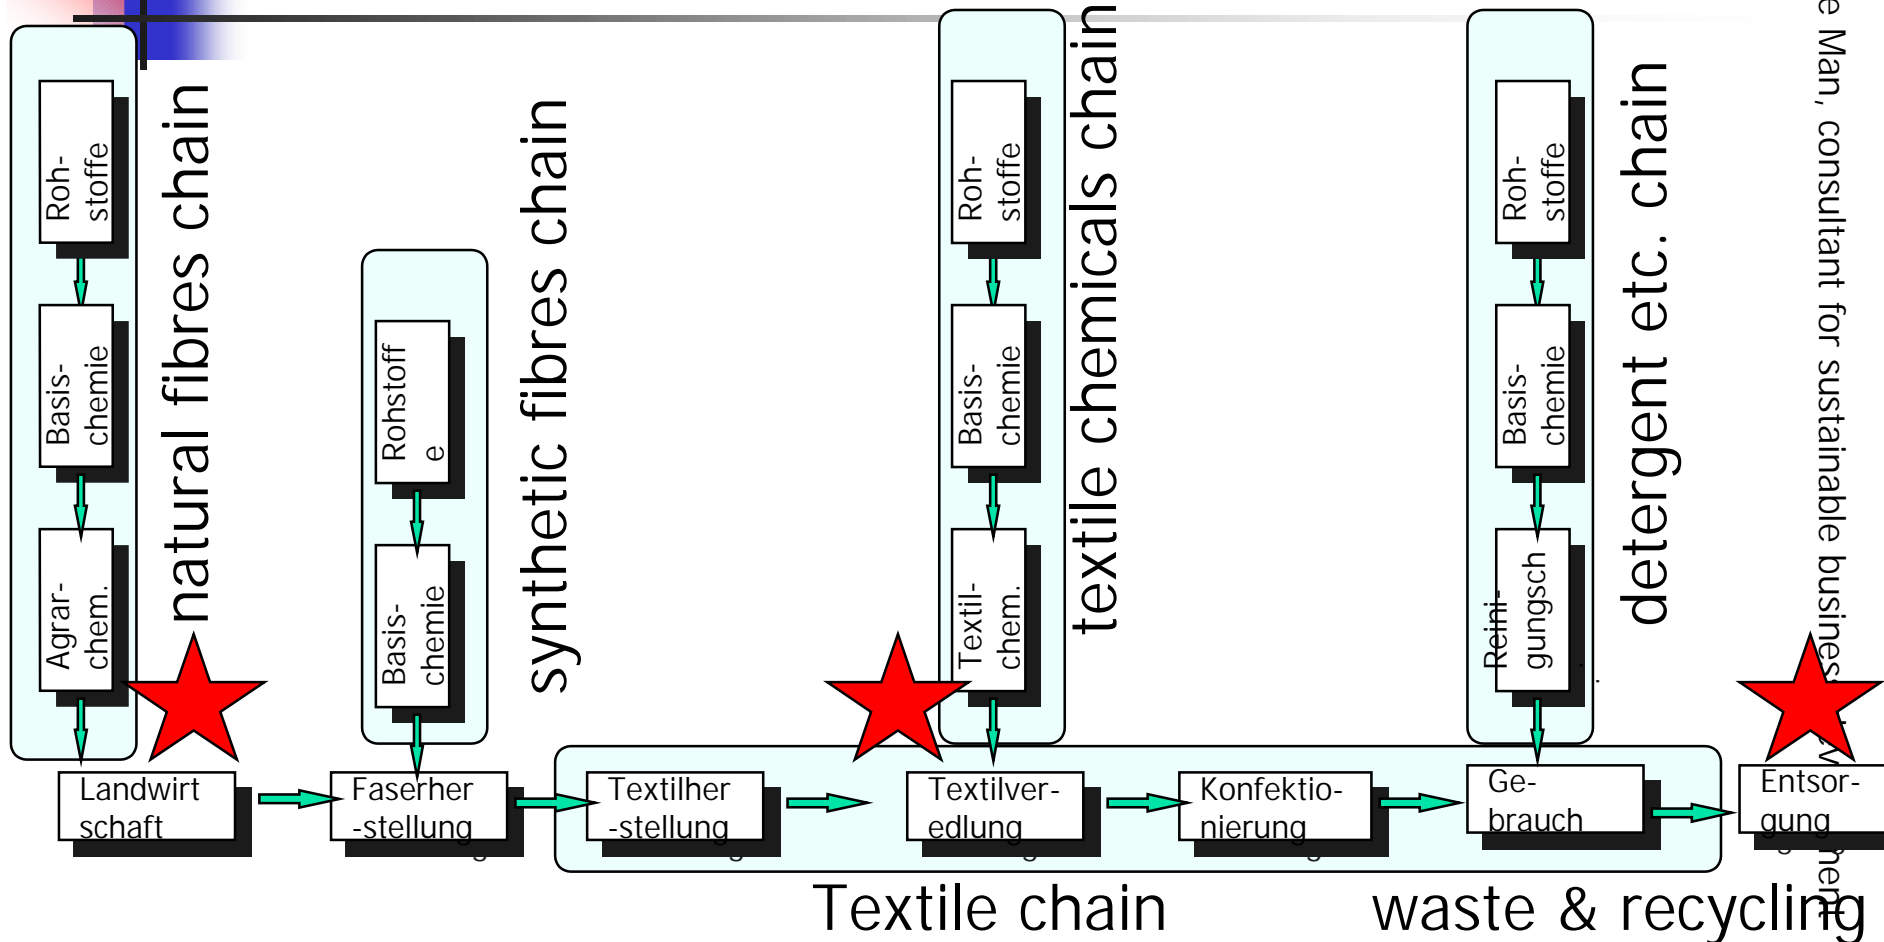 Roh-
stoffe
Basis-
chemie
Agrar-
chem.
natural fibres chain
Rohstoff
e
Basis-
chemie
synthetic fibres chain
Roh-
stoffe
Basis-
chemie
Textil-
chem.
textile chemicals chain
Roh-
stoffe
Basis-
chemie
Reini-
gungsch
.
detergent etc. chain
e Man, consultant for sustainable business
Landwirt
schaft
Faserher
-stellung
Textilher
-stellung
Textilver-
edlung
Konfektio-
nierung
Ge-
brauch
Entsor-
gung
Textile chain
waste & recycling